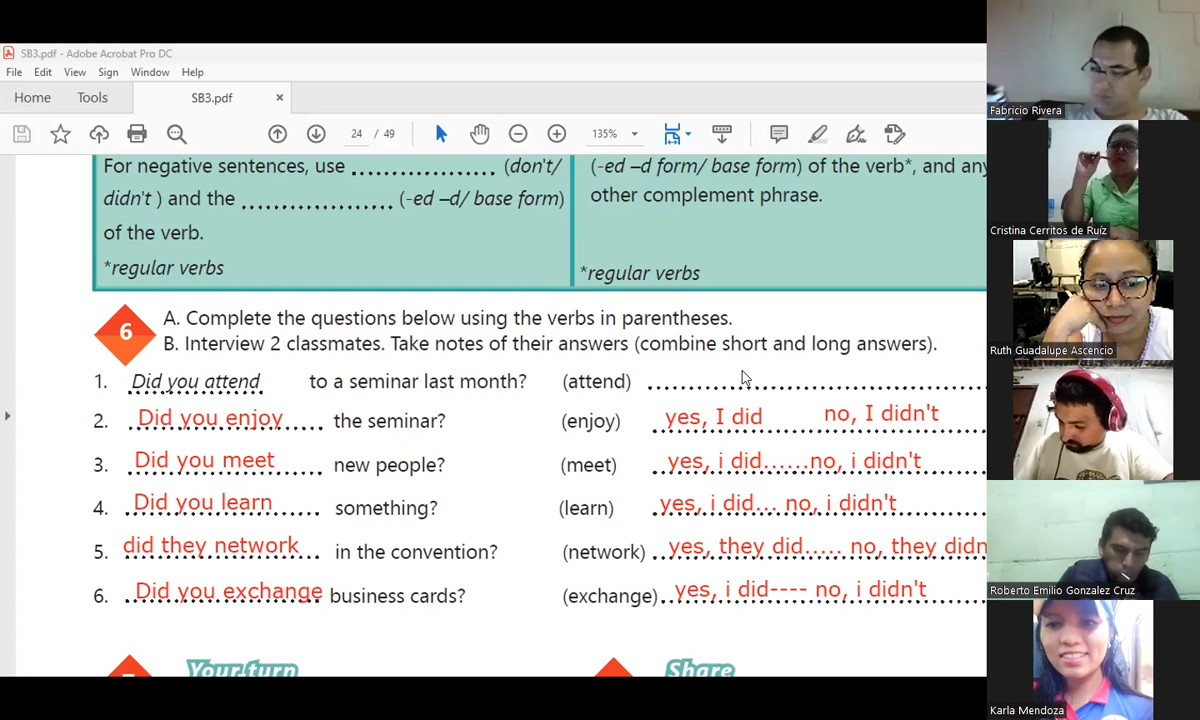 SB3.pdf - Adobe Acrobat Pro DC
File Edit View Sign Window Help
Home Tools SB3.pdf ×
24 / 49 135%
For negative sentences, use ................ (don't/
didn't ) and the ................. (-ed –d/ base form)
of the verb.
*regular verbs
(-ed –d form/ base form) of the verb*, and any
other complement phrase.
*regular verbs
6
A. Complete the questions below using the verbs in parentheses.
B. Interview 2 classmates. Take notes of their answers (combine short and long answers).
1. Did you attend to a seminar last month? (attend)
2. Did you enjoy the seminar? (enjoy) yes, I did no, I didn't
3. Did you meet new people? (meet) yes, i did......no, i didn't
4. Did you learn something? (learn) yes, i did... no, i didn't
5. did they network in the convention? (network) yes, they did..... no, they didn
6. Did you exchange business cards? (exchange) yes, i did---- no, i didn't
Your turn
Share
Fabricio Rivera
Cristina Cerritos de Ruíz
Ruth Guadalupe Ascencio
Roberto Emilio Gonzalez Cruz
Karla Mendoza